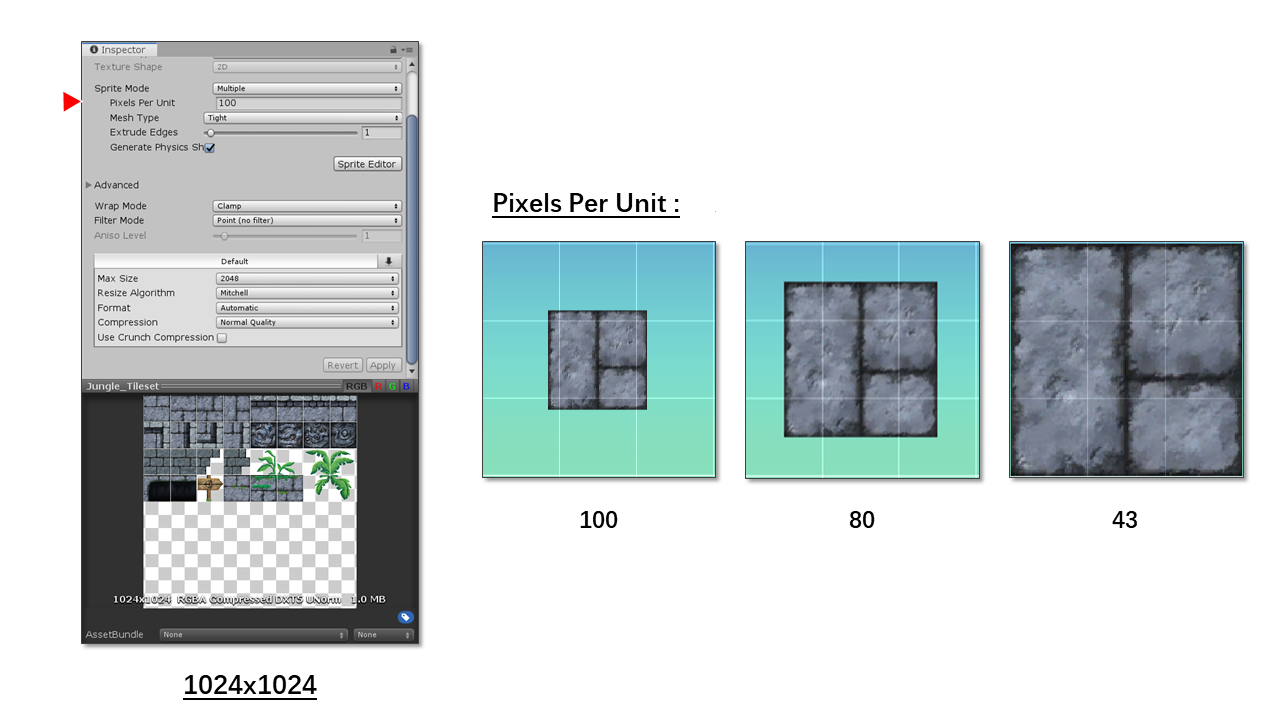 Inspector
Texture Shape 2D
Sprite Mode Multiple
Pixels Per Unit 100
Mesh Type Tight
Extrude Edges 1
Generate Physics Sh
Sprite Editor
Advanced
Wrap Mode Clamp
Filter Mode Point (no filter)
Aniso Level 1
Default
Max Size 2048
Resize Algorithm Mitchell
Format Automatic
Compression Normal Quality
Use Crunch Compression
Revert Apply
Jungle_Tileset RGB R G B
1024x1024 RGBA Compressed DXT5 UNorm 1.0 MB
AssetBundle None None
1024x1024
Pixels Per Unit :
100 80 43